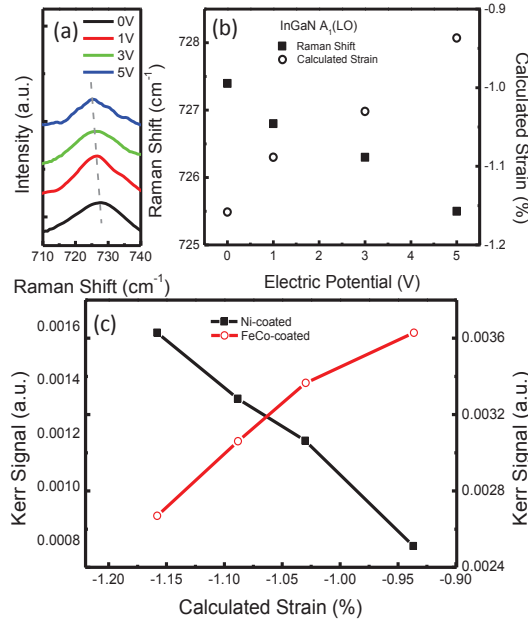 (a)
0V
1V
3V
5V
Intensity (a.u.)
710 720 730 740
Raman Shift (cm-1)
(b)
InGaN A1(LO)
Raman Shift
Calculated Strain
Raman Shift (cm-1)
728
727
726
725
0 1 2 3 4 5
Electric Potential (V)
-0.9
-1.0
-1.1
-1.2
Calculated Strain (%)
(c)
Ni-coated
FeCo-coated
Kerr Signal (a.u.)
0.0016
0.0014
0.0012
0.0010
0.0008
0.0036
0.0032
0.0028
0.0024
Kerr Signal (a.u.)
-1.20 -1.15 -1.10 -1.05 -1.00 -0.95 -0.90
Calculated Strain (%)